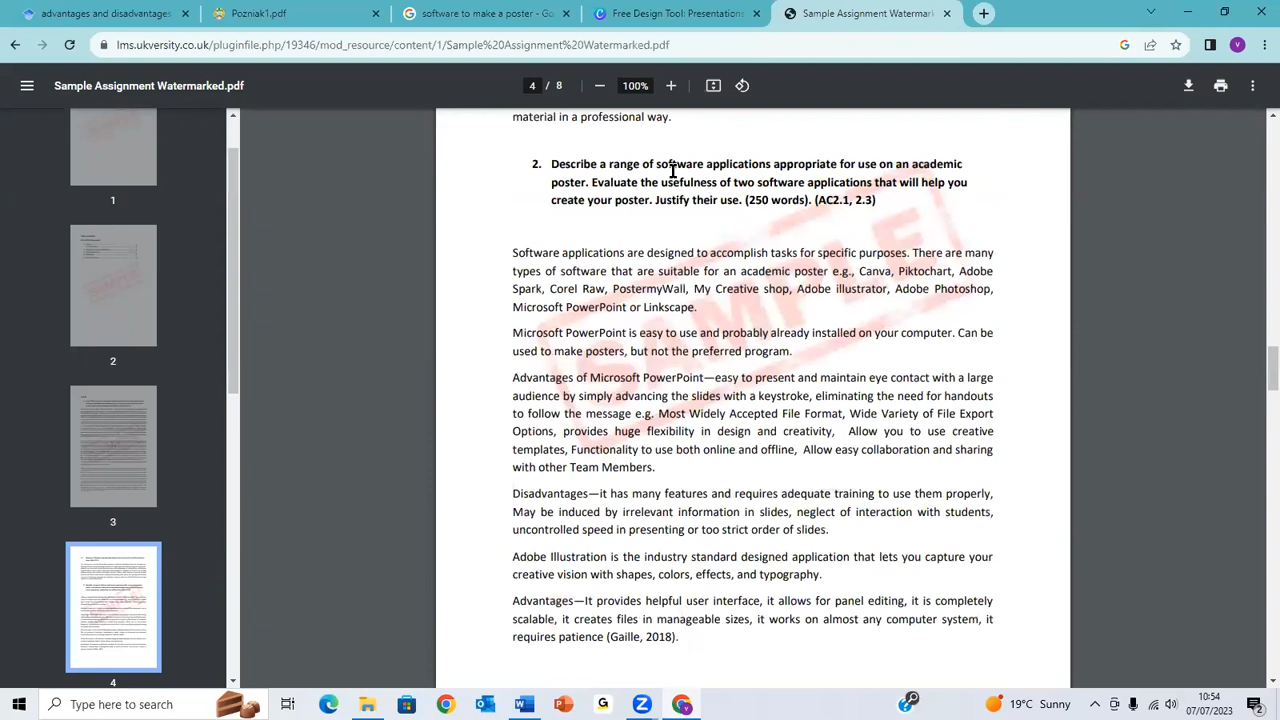 advantages and disadvantages
Pozniak1.pdf
software to make a poster - Go
Free Design Tool: Presentations
Sample Assignment Watermark
lms.ukversity.co.uk/pluginfile.php/19346/mod_resource/content/1/Sample%20Assignment%20Watermarked.pdf
Sample Assignment Watermarked.pdf
4 / 8
100%
material in a professional way.
2. Describe a range of software applications appropriate for use on an academic
poster. Evaluate the usefulness of two software applications that will help you
create your poster. Justify their use. (250 words). (AC2.1, 2.3)
Software applications are designed to accomplish tasks for specific purposes. There are many
types of software that are suitable for an academic poster e.g., Canva, Piktochart, Adobe
Spark, Corel Raw, PostermyWall, My Creative shop, Adobe illustrator, Adobe Photoshop,
Microsoft PowerPoint or Linkscape.
Microsoft PowerPoint is easy to use and probably already installed on your computer. Can be
used to make posters, but not the preferred program.
Advantages of Microsoft PowerPoint—easy to present and maintain eye contact with a large
audience by simply advancing the slides with a keystroke, eliminating the need for handouts
to follow the message e.g. Most Widely Accepted File Format, Wide Variety of File Export
Options, provides huge flexibility in design and creativity, Allow you to use creative
templates, Functionality to use both online and offline, Allow easy collaboration and sharing
with other Team Members.
Disadvantages—it has many features and requires adequate training to use them properly,
May be induced by irrelevant information in slides, neglect of interaction with students,
uncontrolled speed in presenting or too strict order of slides.
Adobe Illustration is the industry standard designed application that lets you capture your
creative vision with shapes, colors, effects, and typography.
Advantages—It provides helpful user interface, it allows for panel editing, it is completely
scalable, it creates files in manageable sizes, it works on almost any computer system, it
requires patience (Gaille, 2018).
SAMPLE
1
2
3
4
Type here to search
19°C Sunny
10:54
07/07/2023
2